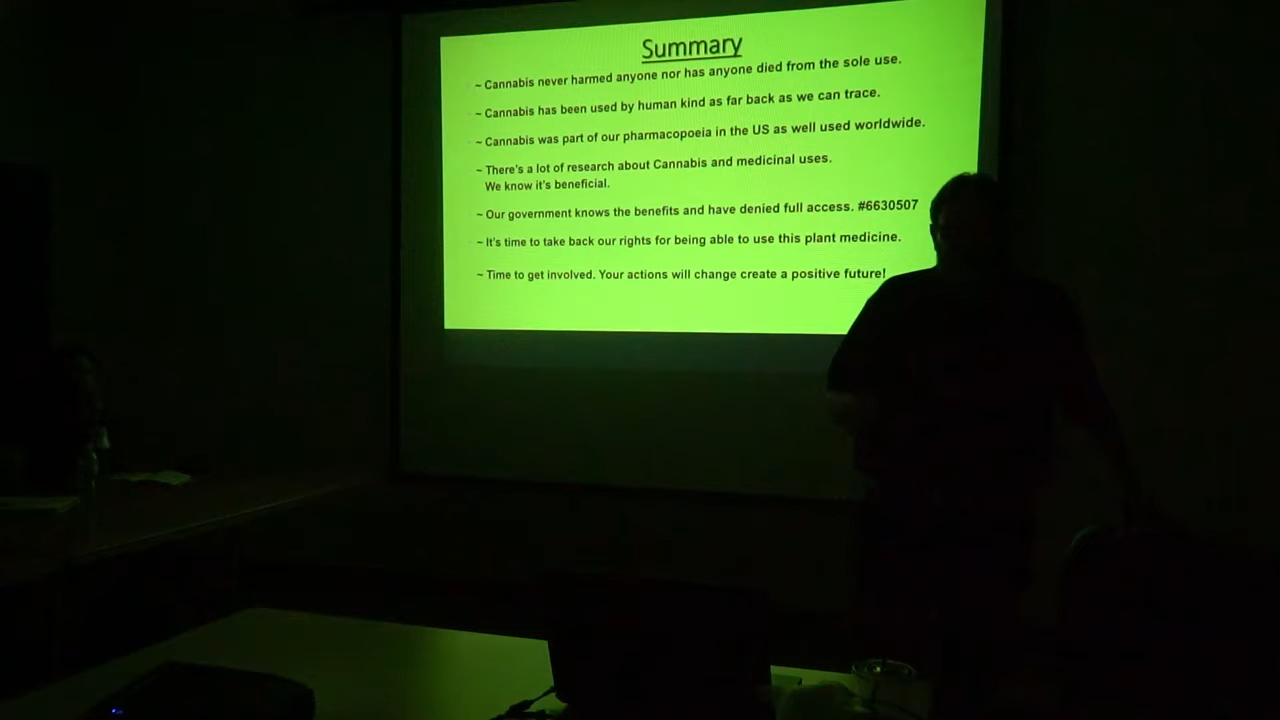 Summary
~ Cannabis never harmed anyone nor has anyone died from the sole use.
~ Cannabis has been used by human kind as far back as we can trace.
~ Cannabis was part of our pharmacopoeia in the US as well used worldwide.
~ There's a lot of research about Cannabis and medicinal uses.
We know it's beneficial.
~ Our government knows the benefits and have denied full access. #6630507
~ It's time to take back our rights for being able to use this plant medicine.
~ Time to get involved. Your actions will change create a positive future!